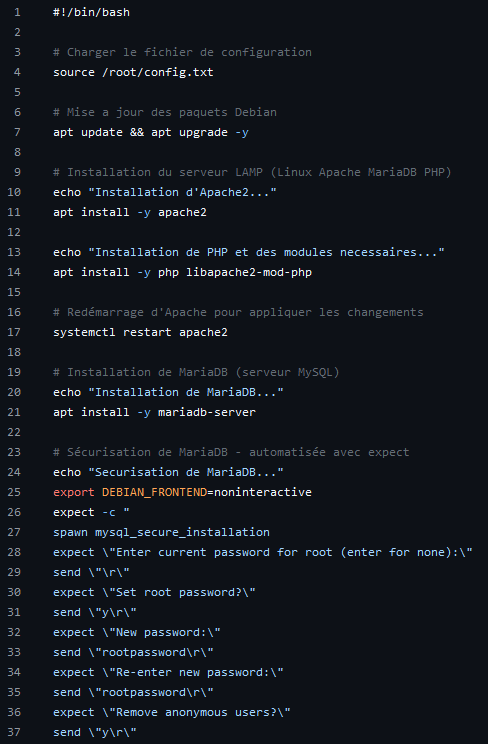 1 #!/bin/bash
2
3 # Charger le fichier de configuration
4 source /root/config.txt
5
6 # Mise a jour des paquets Debian
7 apt update && apt upgrade -y
8
9 # Installation du serveur LAMP (Linux Apache MariaDB PHP)
10 echo "Installation d'Apache2..."
11 apt install -y apache2
12
13 echo "Installation de PHP et des modules necessaires..."
14 apt install -y php libapache2-mod-php
15
16 # Redémarrage d'Apache pour appliquer les changements
17 systemctl restart apache2
18
19 # Installation de MariaDB (serveur MySQL)
20 echo "Installation de MariaDB..."
21 apt install -y mariadb-server
22
23 # Sécurisation de MariaDB - automatisée avec expect
24 echo "Securisation de MariaDB..."
25 export DEBIAN_FRONTEND=noninteractive
26 expect -c "
27 spawn mysql_secure_installation
28 expect \"Enter current password for root (enter for none):\"
29 send \"\r\"
30 expect \"Set root password?\"
31 send \"y\r\"
32 expect \"New password:\"
33 send \"rootpassword\r\"
34 expect \"Re-enter new password:\"
35 send \"rootpassword\r\"
36 expect \"Remove anonymous users?\"
37 send \"y\r\"